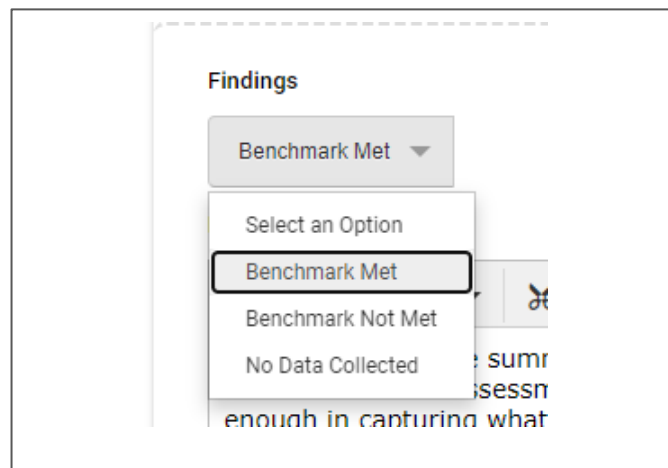 Findings
Benchmark Met
Select an Option
Benchmark Met
Benchmark Not Met
No Data Collected
enough in capturing what